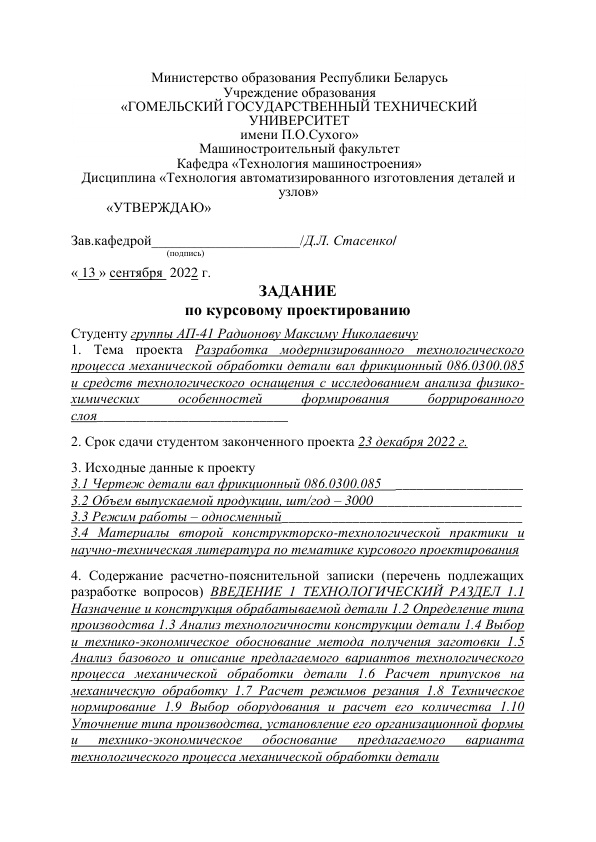 Министерство образования Республики Беларусь
Учреждение образования
«ГОМЕЛЬСКИЙ ГОСУДАРСТВЕННЫЙ ТЕХНИЧЕСКИЙ
УНИВЕРСИТЕТ
имени П.О.Сухого»
Машиностроительный факультет
Кафедра «Технология машиностроения»
Дисциплина «Технология автоматизированного изготовления деталей и
узлов»
«УТВЕРЖДАЮ»
Зав.кафедрой_____________________/Д.Л. Стасенко/
(подпись)
« 13 » сентября 2022 г.
ЗАДАНИЕ
по курсовому проектированию
Студенту группы АП-41 Радионову Максиму Николаевичу
1. Тема проекта Разработка модернизированного технологического
процесса механической обработки детали вал фрикционный 086.0300.085
и средств технологического оснащения с исследованием анализа физико-
химических особенностей формирования боррированного
слоя___________________________
2. Срок сдачи студентом законченного проекта 23 декабря 2022 г.
3. Исходные данные к проекту
3.1 Чертеж детали вал фрикционный 086.0300.085 ____________________
3.2 Объем выпускаемой продукции, шт/год – 3000_____________________
3.3 Режим работы – односменный__________________________________
3.4 Материалы второй конструкторско-технологической практики и
научно-техническая литература по тематике курсового проектирования
4. Содержание расчетно-пояснительной записки (перечень подлежащих
разработке вопросов) ВВЕДЕНИЕ 1 ТЕХНОЛОГИЧЕСКИЙ РАЗДЕЛ 1.1
Назначение и конструкция обрабатываемой детали 1.2 Определение типа
производства 1.3 Анализ технологичности конструкции детали 1.4 Выбор
и технико-экономическое обоснование метода получения заготовки 1.5
Анализ базового и описание предлагаемого вариантов технологического
процесса механической обработки детали 1.6 Расчет припусков на
механическую обработку 1.7 Расчет режимов резания 1.8 Техническое
нормирование 1.9 Выбор оборудования и расчет его количества 1.10
Уточнение типа производства, установление его организационной формы
и технико-экономическое обоснование предлагаемого варианта
технологического процесса механической обработки детали